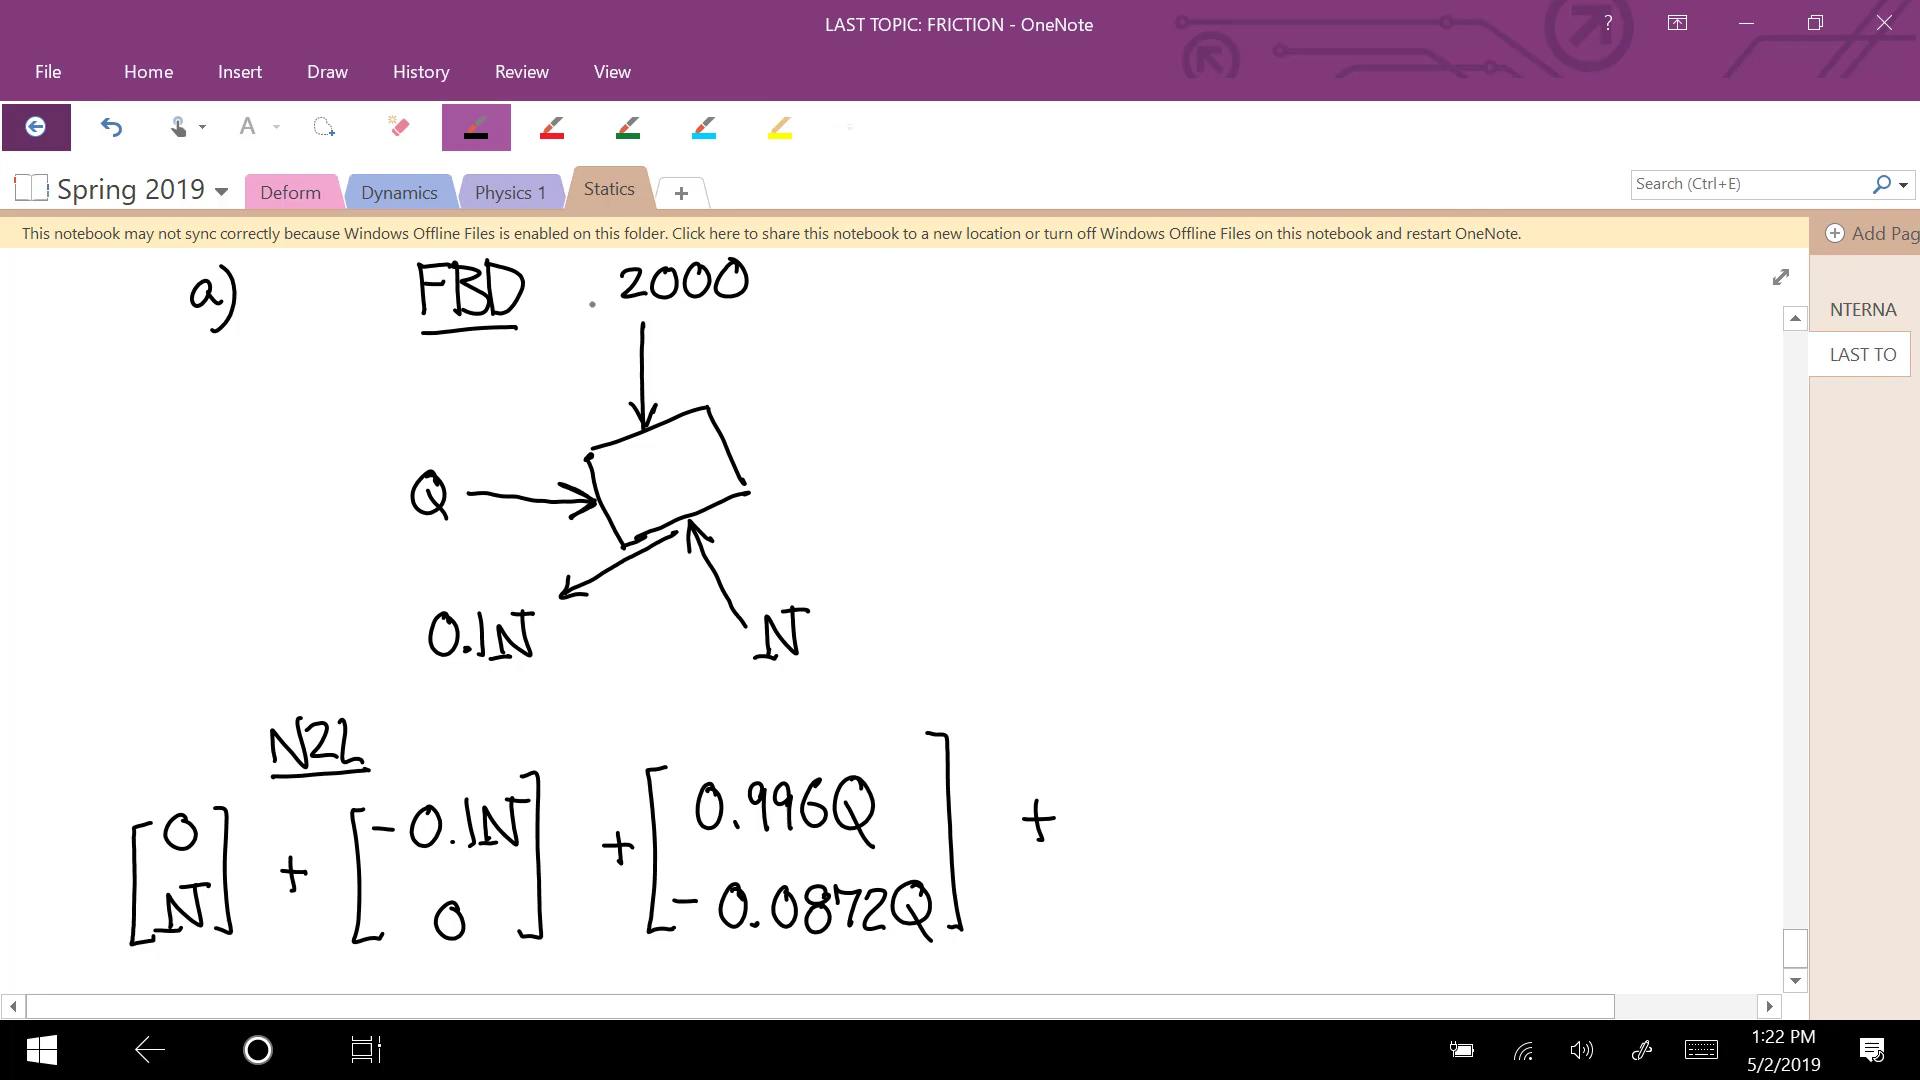 LAST TOPIC: FRICTION - OneNote
?
File Home Insert Draw History Review View
A
Spring 2019 Deform Dynamics Physics 1 Statics +
Search (Ctrl+E)
This notebook may not sync correctly because Windows Offline Files is enabled on this folder. Click here to share this notebook to a new location or turn off Windows Offline Files on this notebook and restart OneNote.
Add Pag
NTERNA
LAST TO
a) FBD 2000
Q
0.1N N
N2L
[0 N] + [-0.1N 0] + [0.996Q -0.0872Q] +
1:22 PM
5/2/2019